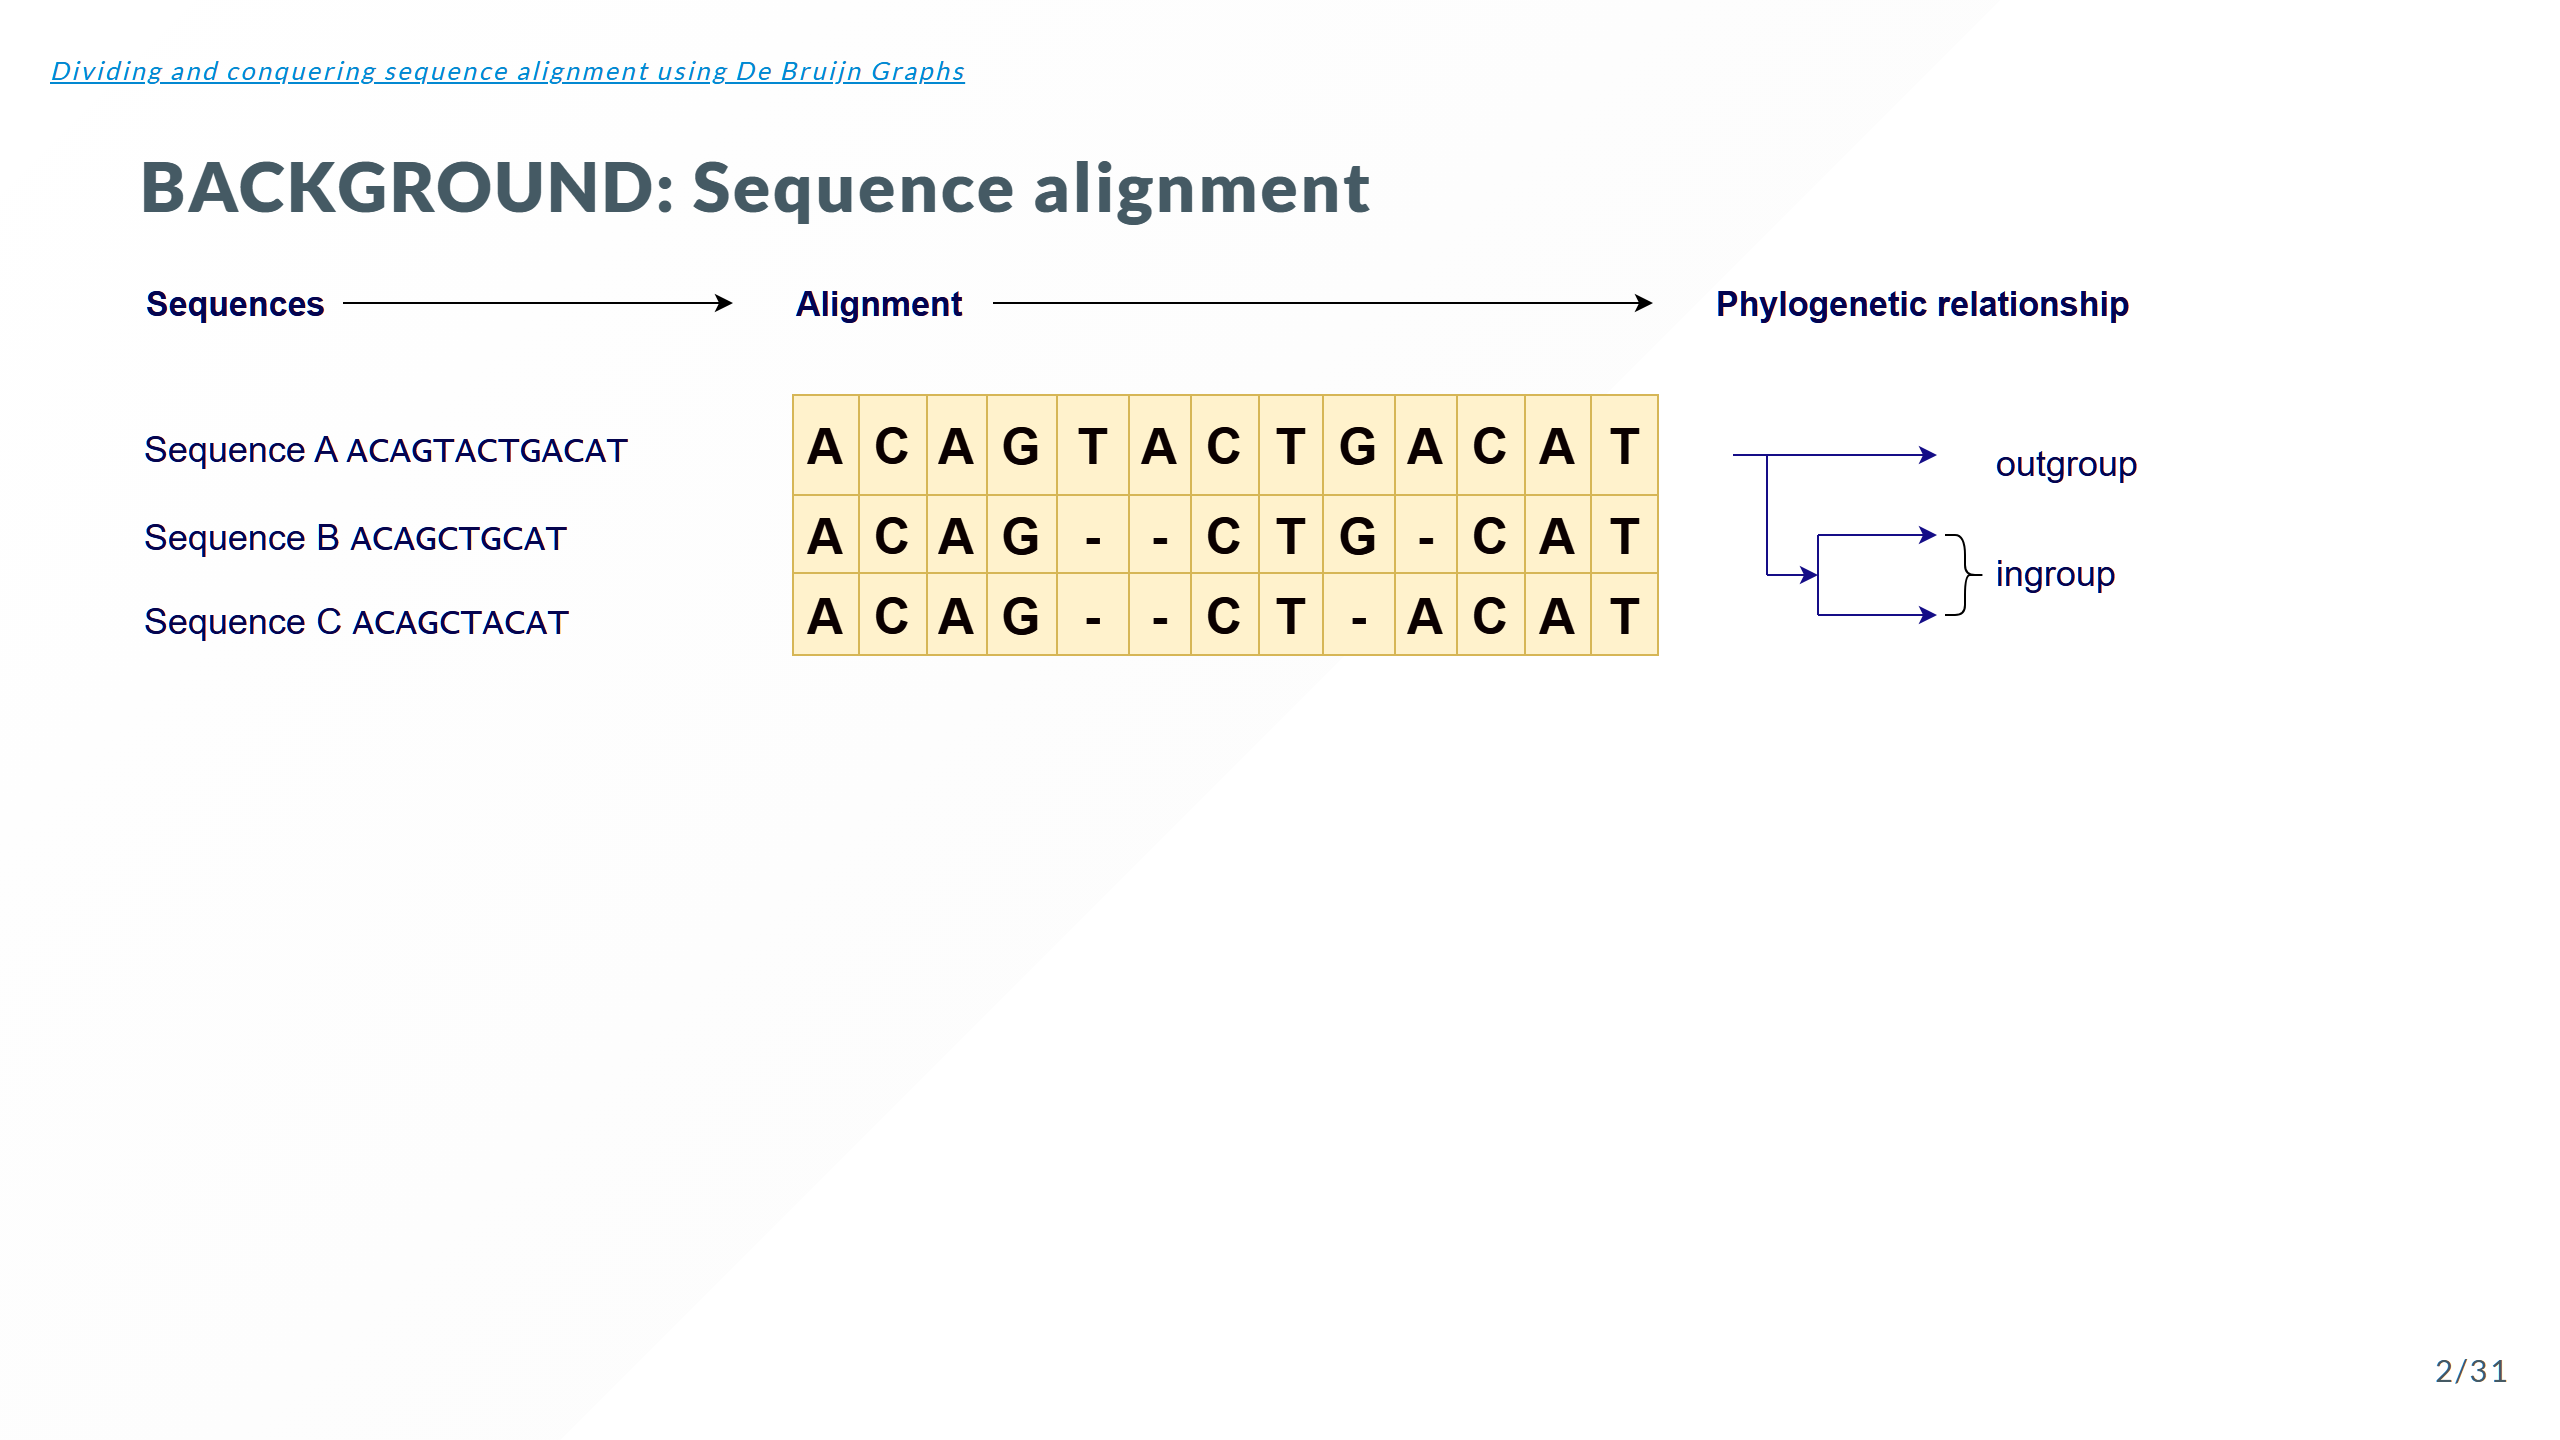 Dividing and conquering sequence alignment using De Bruijn Graphs
BACKGROUND: Sequence alignment
Sequences
Alignment
Phylogenetic relationship
Sequence A ACAGTACTGACAT
Sequence B ACAGCTGCAT
Sequence C ACAGCTACAT
A C A G T A C T G A C A T
A C A G - - C T G - C A T
A C A G - - C T - A C A T
outgroup
ingroup
2/31